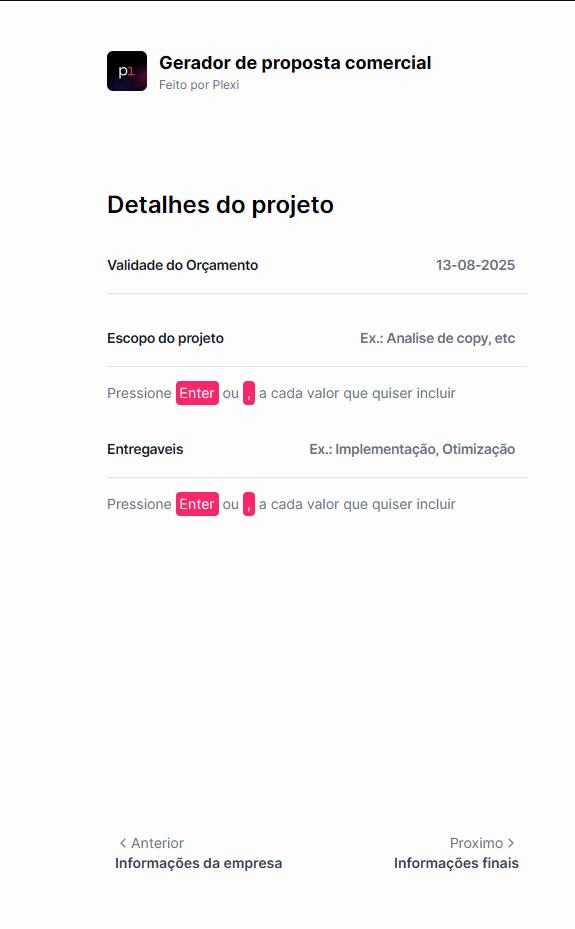 p1
Gerador de proposta comercial
Feito por Plexi
Detalhes do projeto
Validade do Orçamento 13-08-2025
Escopo do projeto Ex.: Analise de copy, etc
Pressione Enter ou , a cada valor que quiser incluir
Entregaveis Ex.: Implementação, Otimização
Pressione Enter ou , a cada valor que quiser incluir
Anterior Proximo
Informações da empresa Informações finais